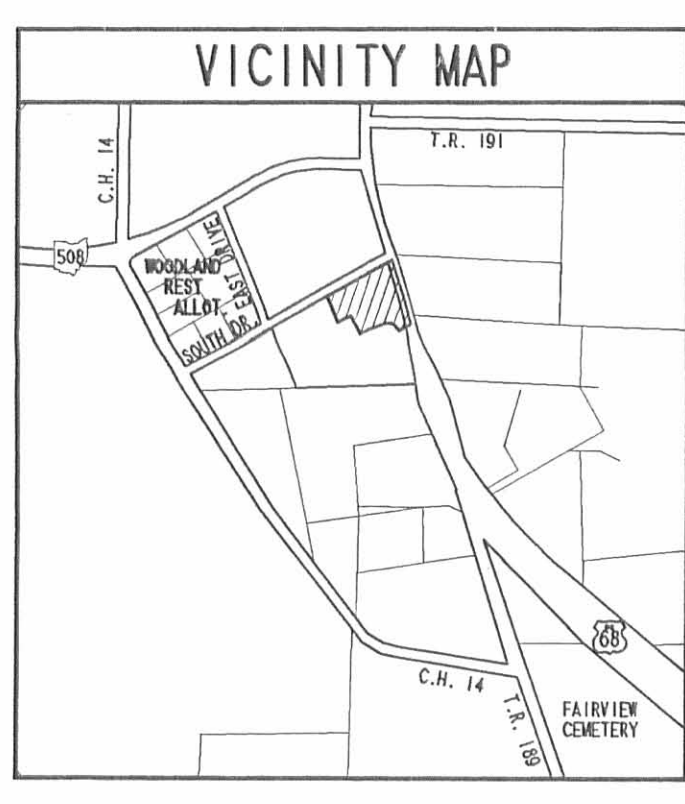 VICINITY MAP
C.H. 14
T.R. 191
508
EAST DRIVE
WOODLAND
REST
ALLOT
SOUTH DR.
68
C.H. 14
T.R. 189
FAIRVIEW
CEMETERY